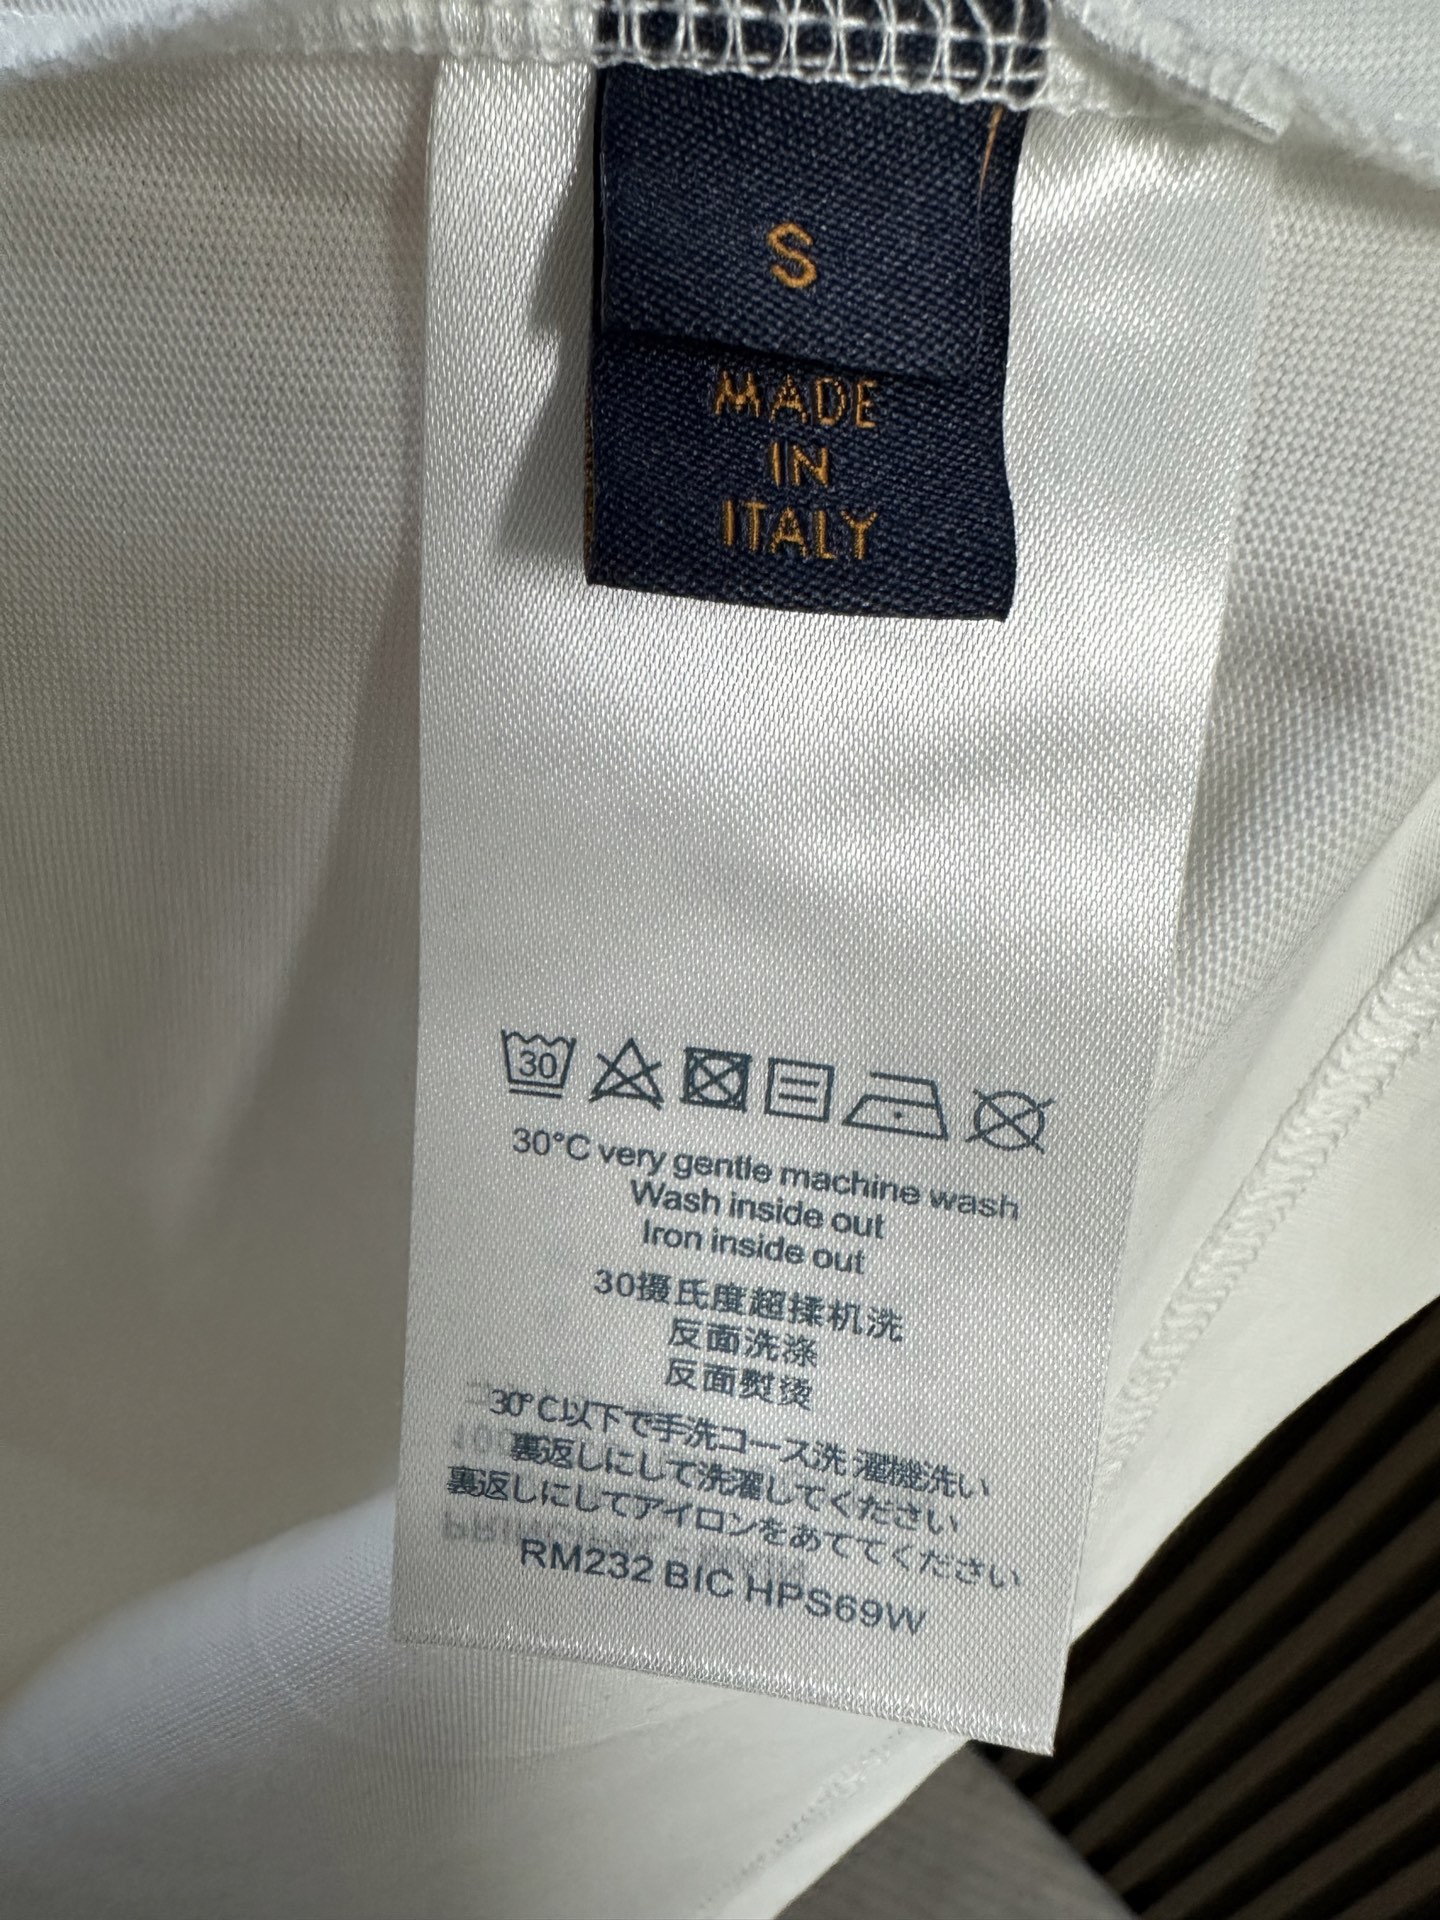 S
MADE
IN
ITALY
30
30°C very gentle machine wash
Wash inside out
Iron inside out
30摄氏度超揉机洗
反面洗涤
反面熨烫
30°C以下で手洗コース洗濯機洗い
裏返しにして洗濯してください
裏返しにしてアイロンをあててください
RM232 BIC HPS69W